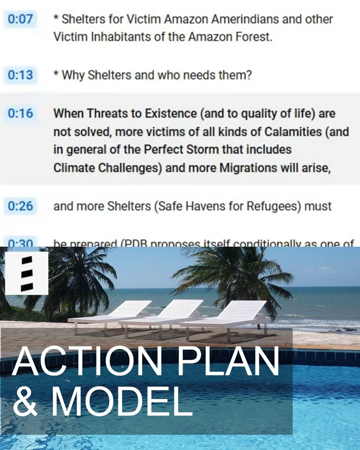 0:07 * Shelters for Victim Amazon Amerindians and other
Victim Inhabitants of the Amazon Forest.
0:13 * Why Shelters and who needs them?
0:16 When Threats to Existence (and to quality of life) are
not solved, more victims of all kinds of Calamities (and
in general of the Perfect Storm that includes
Climate Challenges) and more Migrations will arise,
0:26 and more Shelters (Safe Havens for Refugees) must
0:30 be prepared (PDB proposes itself conditionally as one of
ACTION PLAN
& MODEL